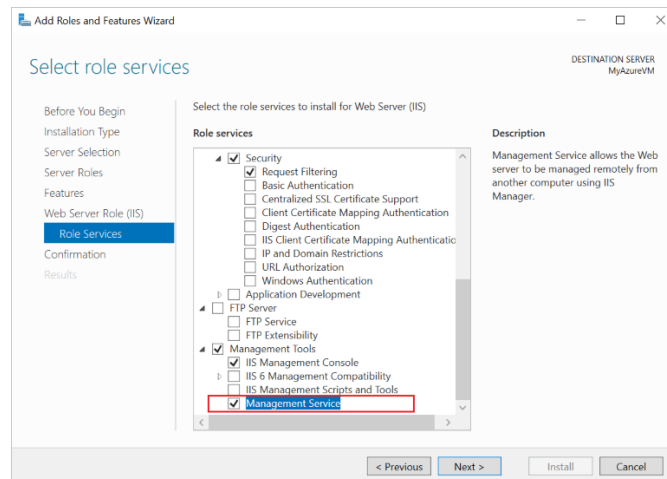 Add Roles and Features Wizard
Select role services
DESTINATION SERVER
MyAzureVM
Before You Begin
Installation Type
Server Selection
Server Roles
Features
Web Server Role (IIS)
Role Services
Confirmation
Results
Select the role services to install for Web Server (IIS)
Role services
Security
Request Filtering
Basic Authentication
Centralized SSL Certificate Support
Client Certificate Mapping Authentication
Digest Authentication
IIS Client Certificate Mapping Authenticatic
IP and Domain Restrictions
URL Authorization
Windows Authentication
Application Development
FTP Server
FTP Service
FTP Extensibility
Management Tools
IIS Management Console
IIS 6 Management Compatibility
IIS Management Scripts and Tools
Management Service
Description
Management Service allows the Web
server to be managed remotely from
another computer using IIS
Manager.
< Previous
Next >
Install
Cancel